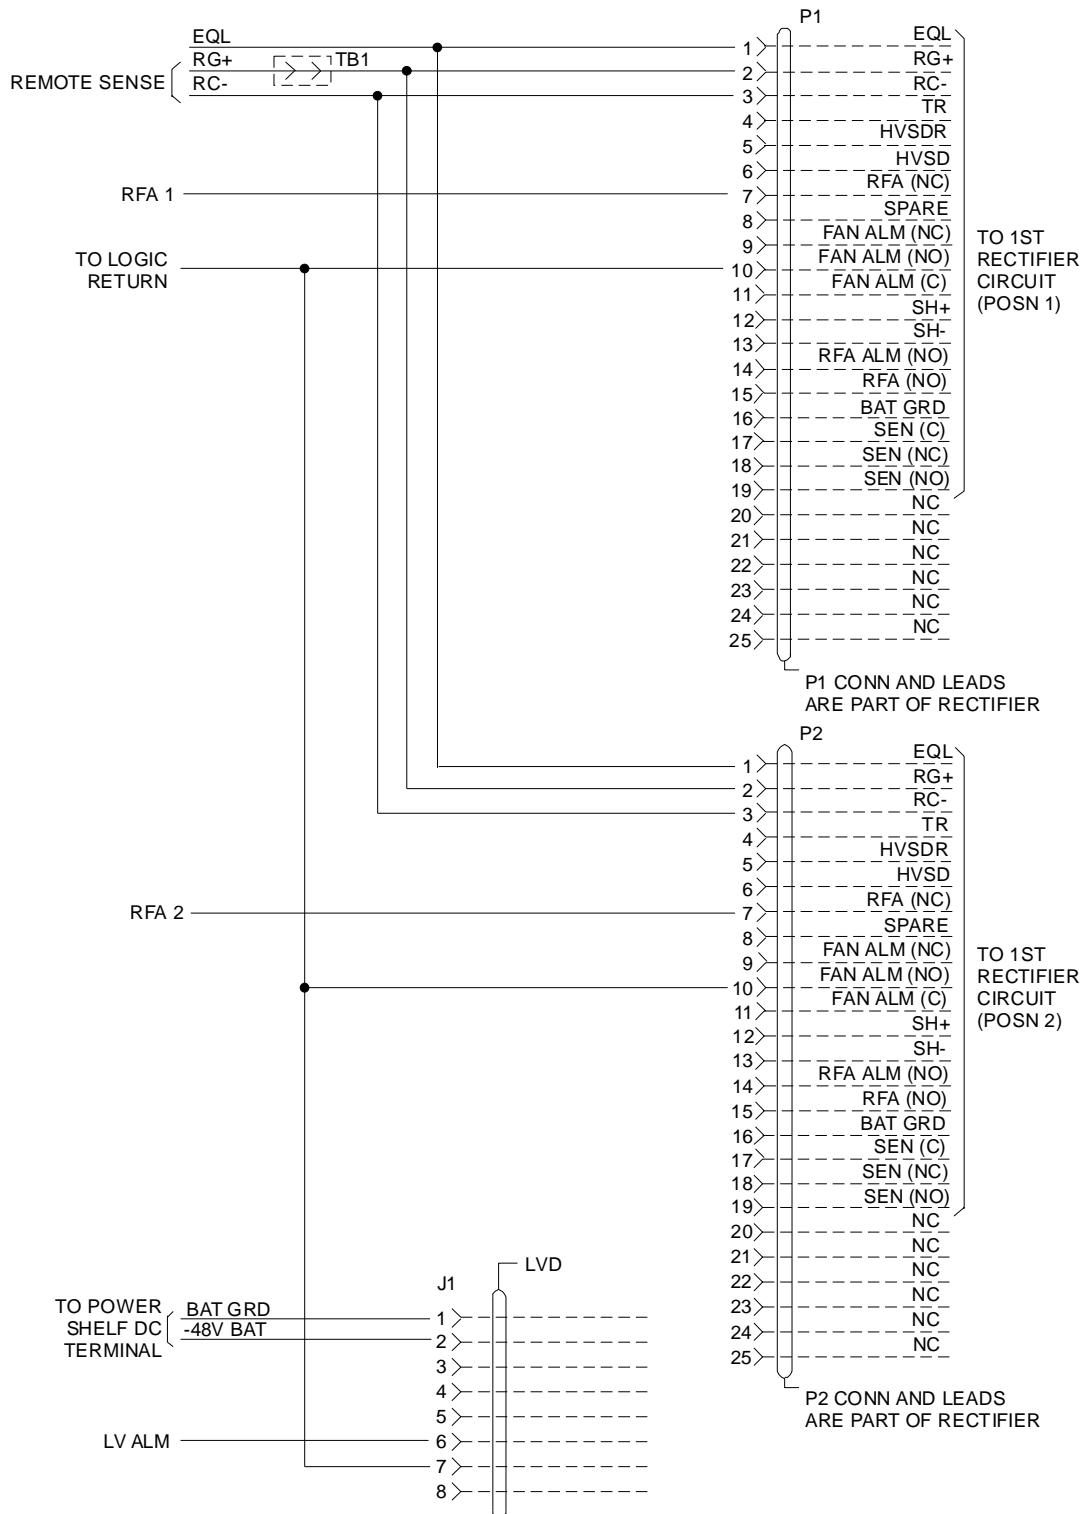 P1
EQL
RG+
TB1
RC-
REMOTE SENSE
RFA 1
TO LOGIC
RETURN
1 EQL
2 RG+
3 RC-
4 TR
5 HVSDR
6 HVSD
7 RFA (NC)
8 SPARE
9 FAN ALM (NC)
10 FAN ALM (NO)
11 FAN ALM (C)
12 SH+
13 SH-
14 RFA ALM (NO)
15 RFA (NO)
16 BAT GRD
17 SEN (C)
18 SEN (NC)
19 SEN (NO)
20 NC
21 NC
22 NC
23 NC
24 NC
25 NC
TO 1ST
RECTIFIER
CIRCUIT
(POSN 1)
P1 CONN AND LEADS
ARE PART OF RECTIFIER
P2
RFA 2
1 EQL
2 RG+
3 RC-
4 TR
5 HVSDR
6 HVSD
7 RFA (NC)
8 SPARE
9 FAN ALM (NC)
10 FAN ALM (NO)
11 FAN ALM (C)
12 SH+
13 SH-
14 RFA ALM (NO)
15 RFA (NO)
16 BAT GRD
17 SEN (C)
18 SEN (NC)
19 SEN (NO)
20 NC
21 NC
22 NC
23 NC
24 NC
25 NC
TO 1ST
RECTIFIER
CIRCUIT
(POSN 2)
P2 CONN AND LEADS
ARE PART OF RECTIFIER
LVD
J1
TO POWER
SHELF DC
TERMINAL
BAT GRD
-48V BAT
LV ALM
1
2
3
4
5
6
7
8